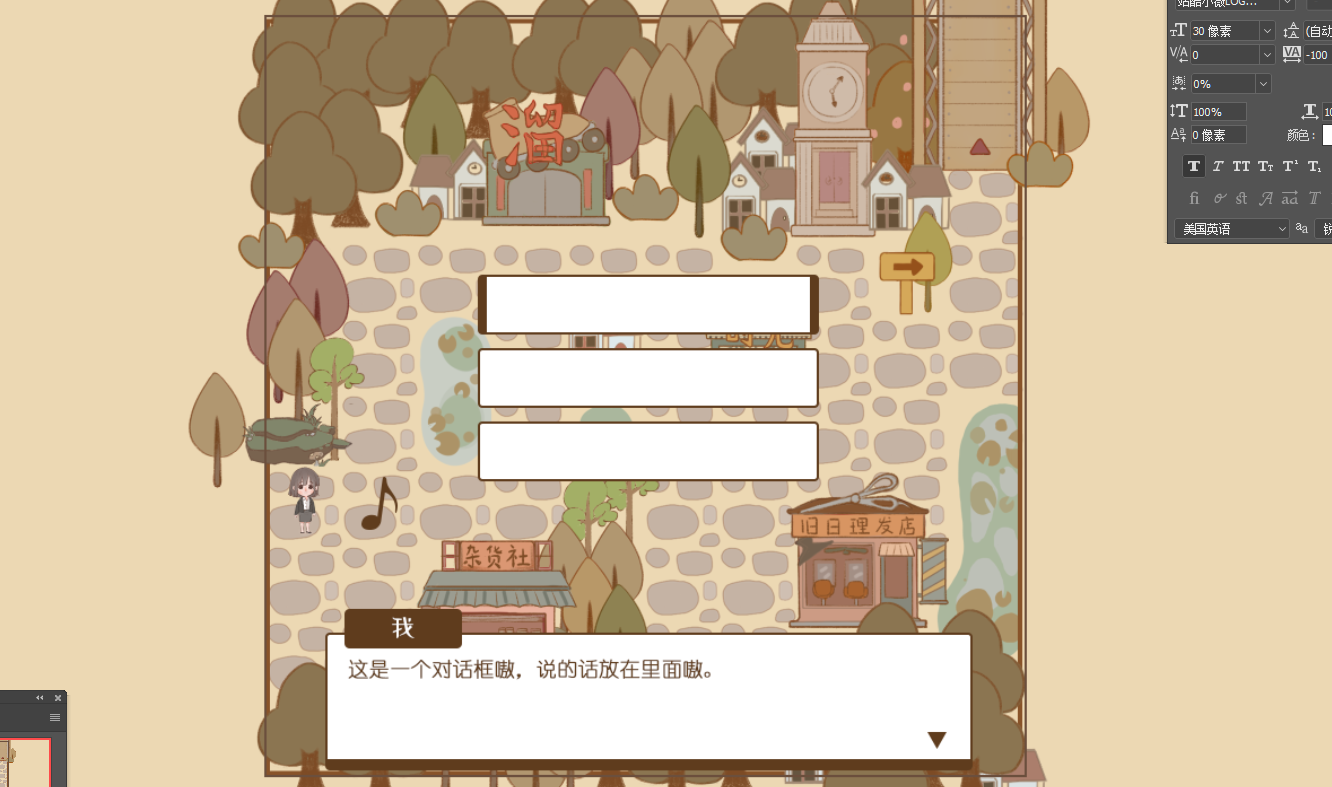 30 像素
(自动
0
-100
0%
100%
0 像素
颜色：
美国英语
溜
旧日理发店
杂货社
我
这是一个对话框嗷，说的话放在里面嗷。